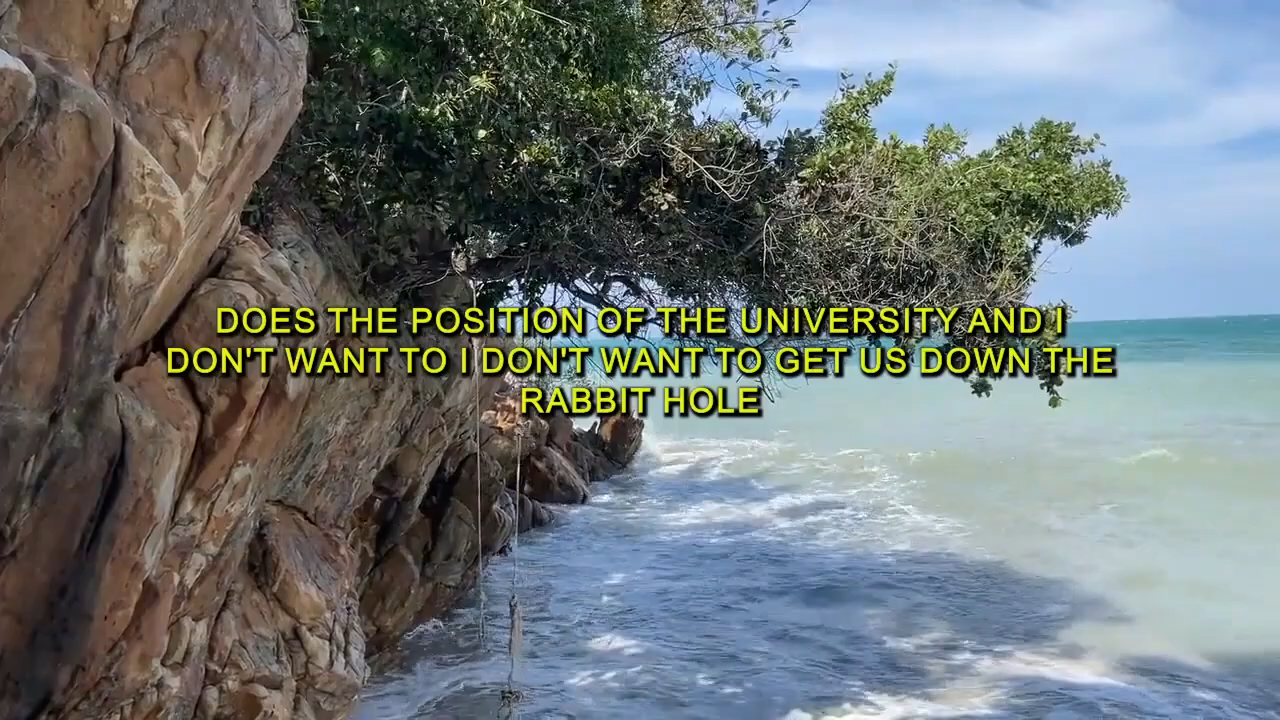 DOES THE POSITION OF THE UNIVERSITY AND I
DON'T WANT TO I DON'T WANT TO GET US DOWN THE
RABBIT HOLE